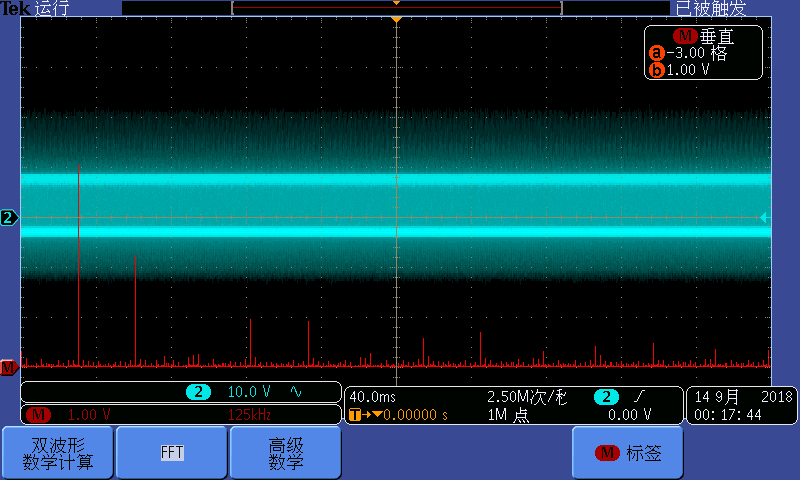 Tek 运行
已被触发
M 垂直
a -3.00 格
b 1.00 V
2
M
2 10.0 V
M 1.00 V 125kHz
40.0ms 2.50M次/秒 2
T 0.00000 s 1M 点 0.00 V
14 9月 2018
00:17:44
双波形
数学计算
FFT
高级
数学
M 标签